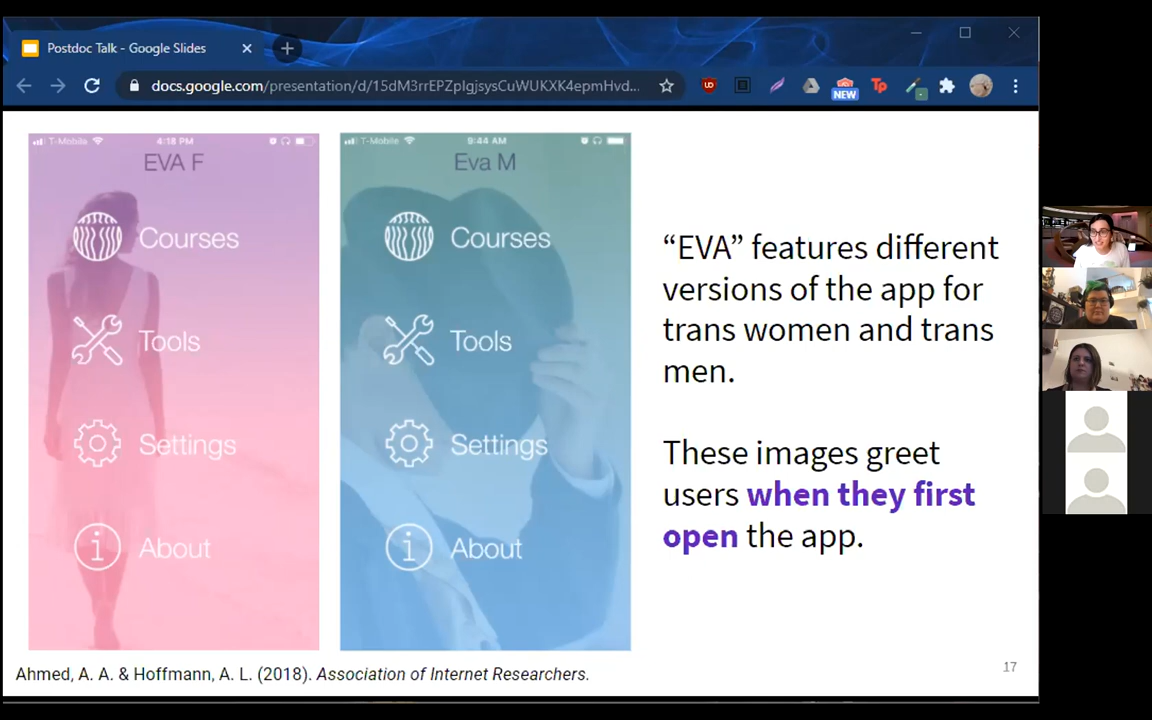 Postdoc Talk - Google Slides
docs.google.com/presentation/d/15dM3rrEPZpIgjsysCuWUKXK4epmHvd...
UD
NEW
Tp
T-Mobile
4:18 PM
EVA F
Courses
Tools
Settings
About
T-Mobile
9:44 AM
Eva M
Courses
Tools
Settings
About
“EVA” features different
versions of the app for
trans women and trans
men.
These images greet
users when they first
open the app.
Ahmed, A. A. & Hoffmann, A. L. (2018). Association of Internet Researchers.
17